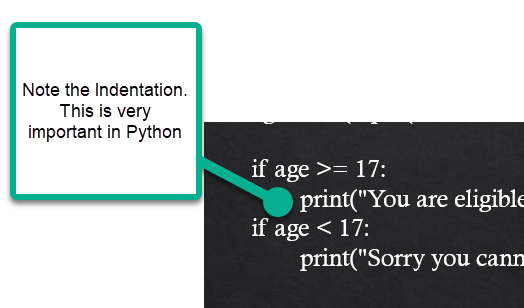 Note the Indentation.
This is very
important in Python
if age >= 17:
print("You are eligible
if age < 17:
print("Sorry you cann